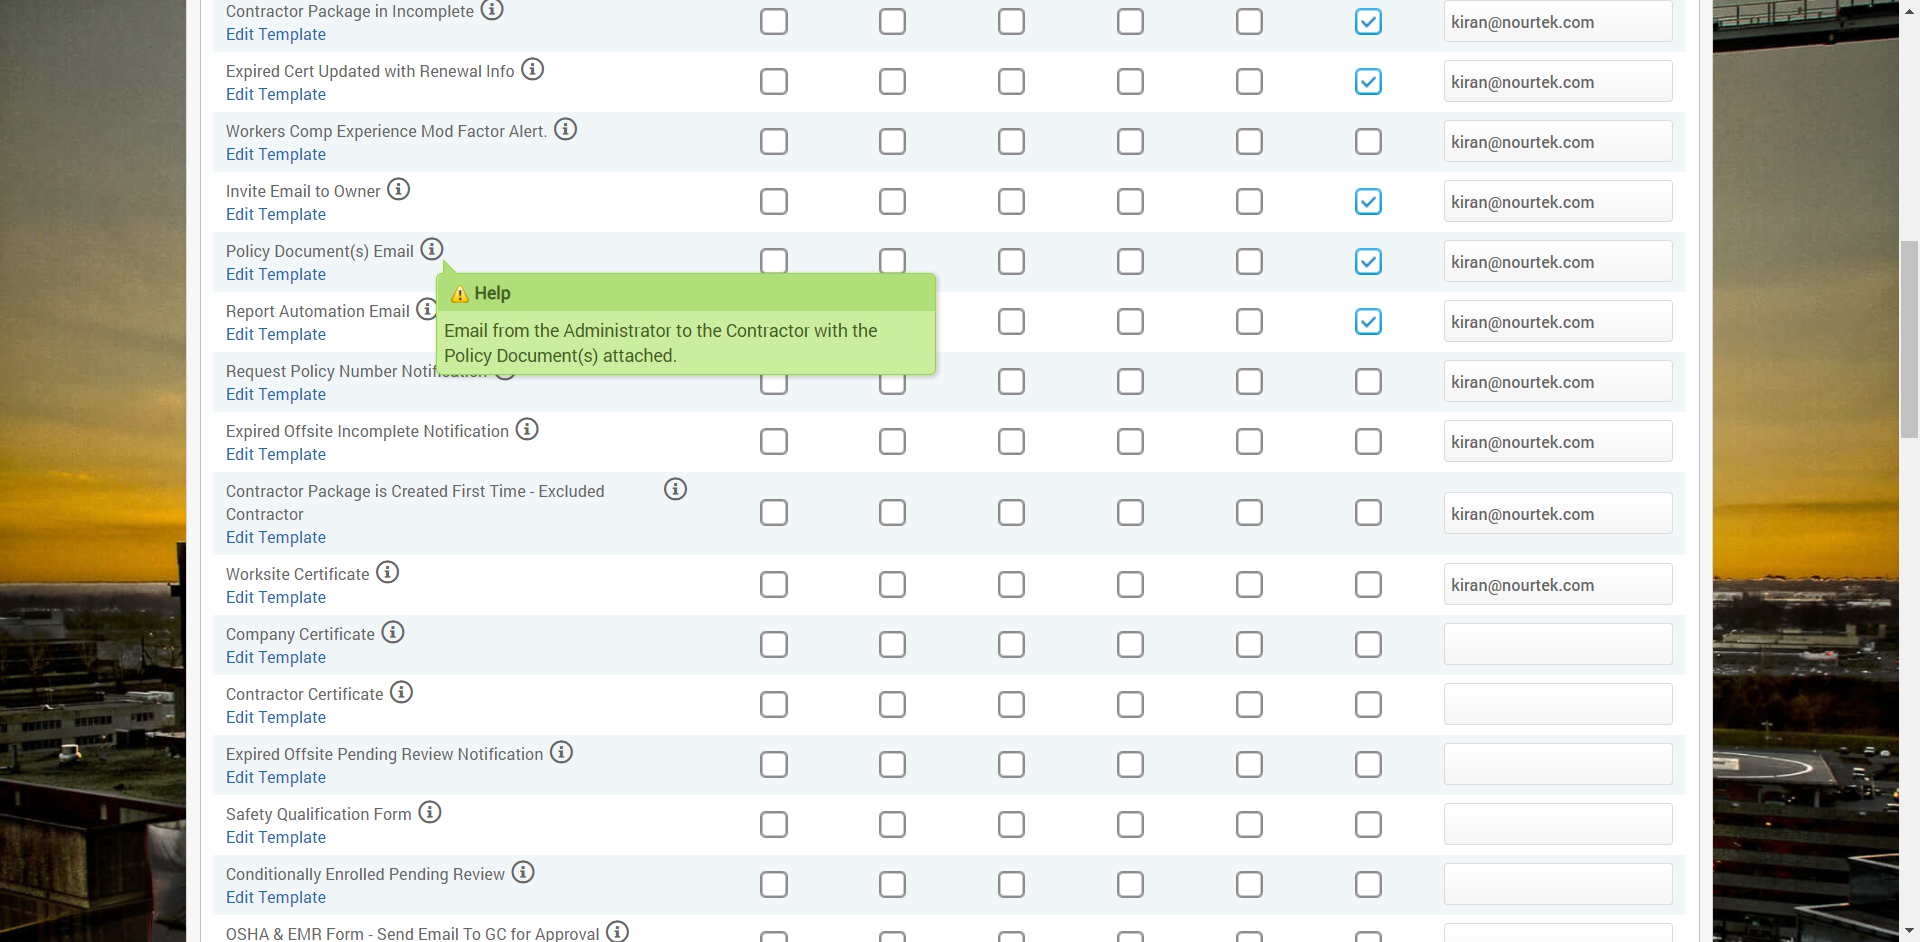 Contractor Package in Incomplete
Edit Template
kiran@nourtek.com
Expired Cert Updated with Renewal Info
Edit Template
kiran@nourtek.com
Workers Comp Experience Mod Factor Alert.
Edit Template
kiran@nourtek.com
Invite Email to Owner
Edit Template
kiran@nourtek.com
Policy Document(s) Email
Edit Template
kiran@nourtek.com
Help
Email from the Administrator to the Contractor with the
Policy Document(s) attached.
Report Automation Email
Edit Template
kiran@nourtek.com
Request Policy Number Notification
Edit Template
kiran@nourtek.com
Expired Offsite Incomplete Notification
Edit Template
kiran@nourtek.com
Contractor Package is Created First Time - Excluded
Contractor
Edit Template
kiran@nourtek.com
Worksite Certificate
Edit Template
kiran@nourtek.com
Company Certificate
Edit Template
Contractor Certificate
Edit Template
Expired Offsite Pending Review Notification
Edit Template
Safety Qualification Form
Edit Template
Conditionally Enrolled Pending Review
Edit Template
OSHA & EMR Form - Send Email To GC for Approval